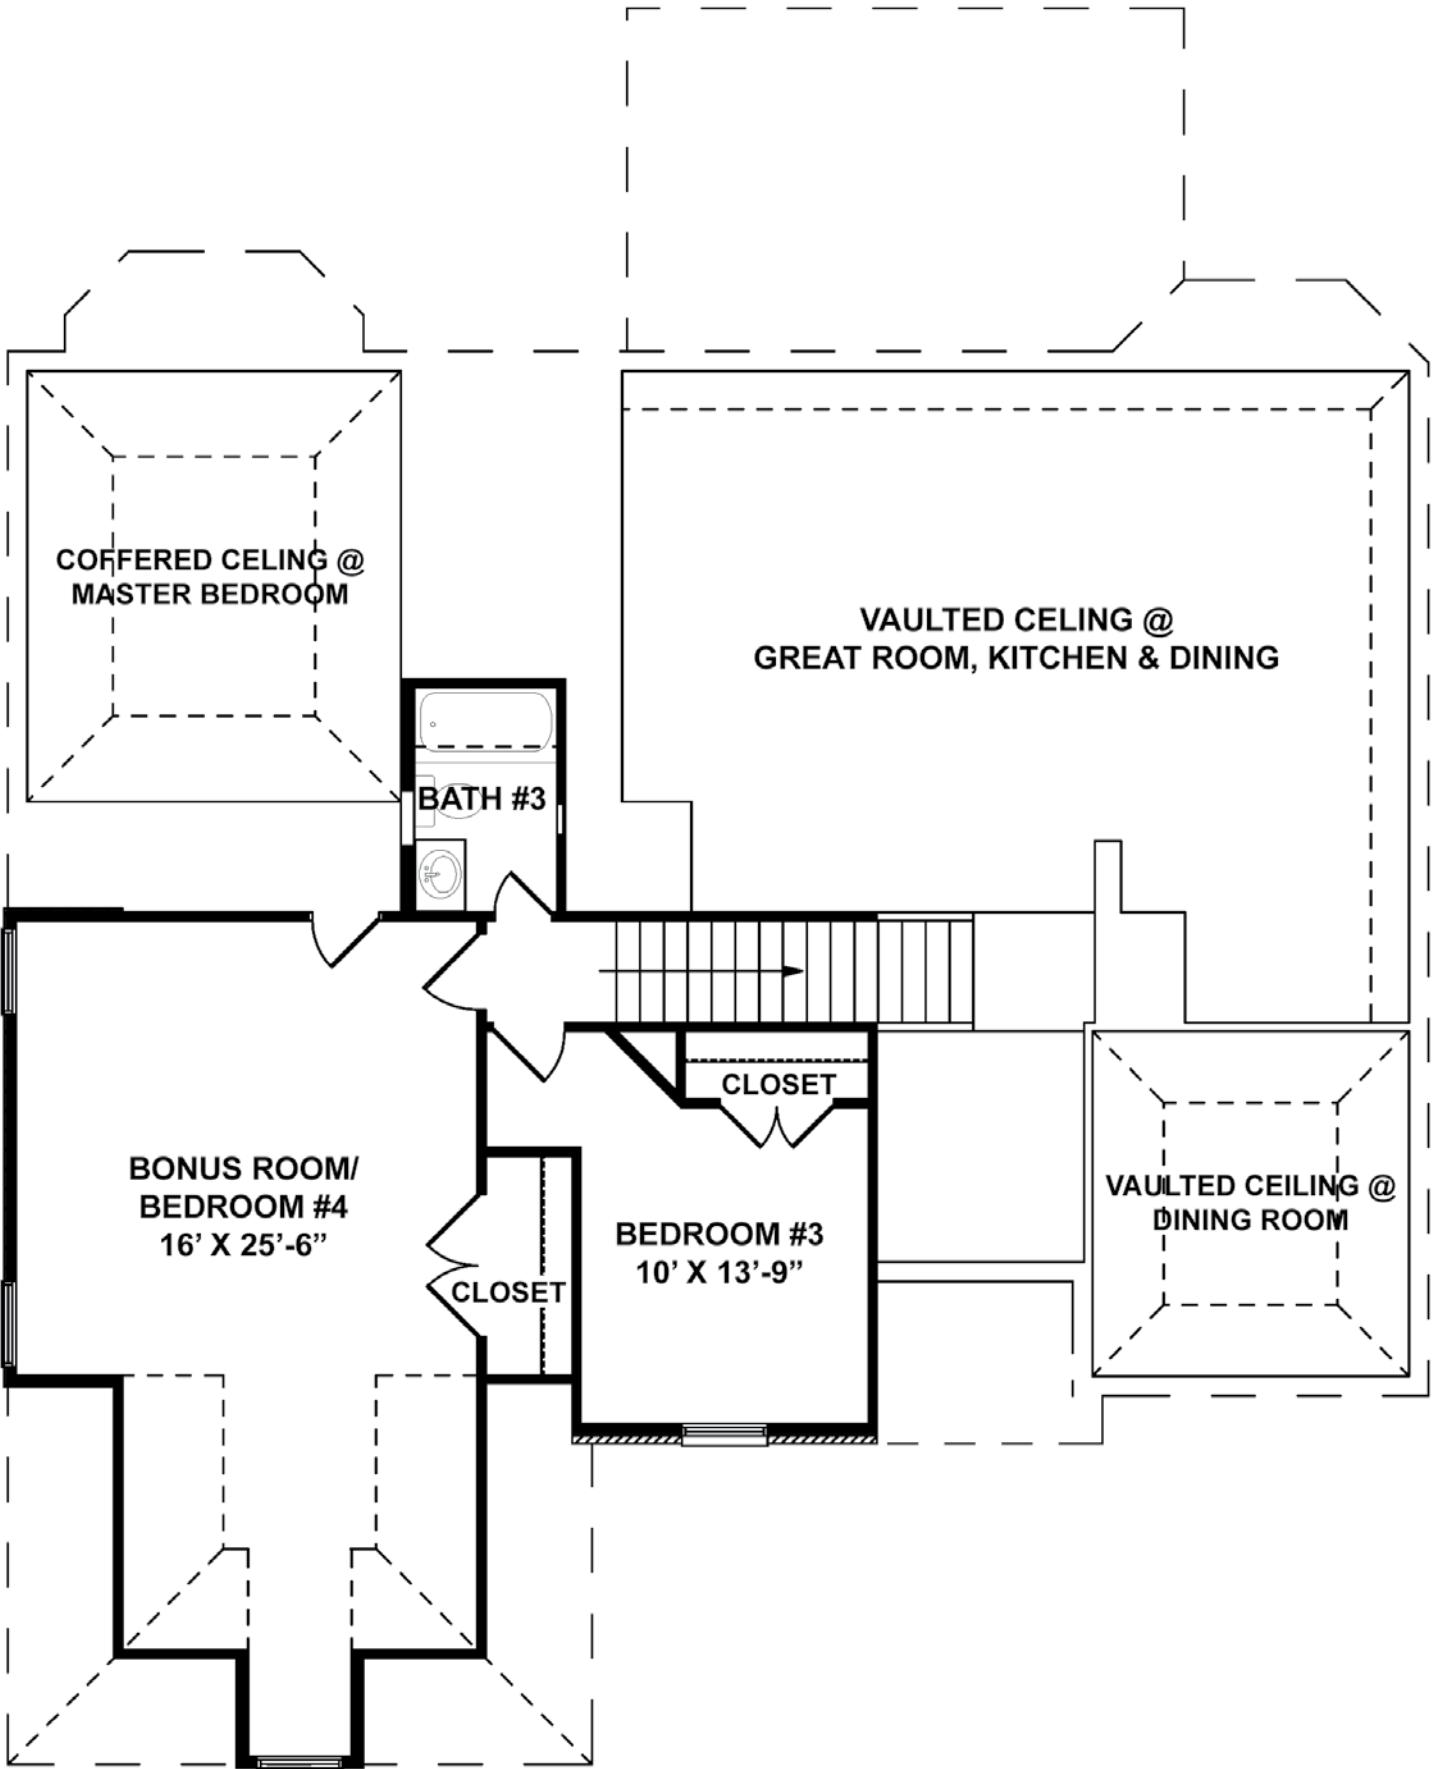 COFFERED CELING @
MASTER BEDROOM
VAULTED CELING @
GREAT ROOM, KITCHEN & DINING
BATH #3
CLOSET
BONUS ROOM/
BEDROOM #4
16’ X 25’-6”
VAULTED CEILING @
DINING ROOM
BEDROOM #3
10’ X 13’-9”
CLOSET